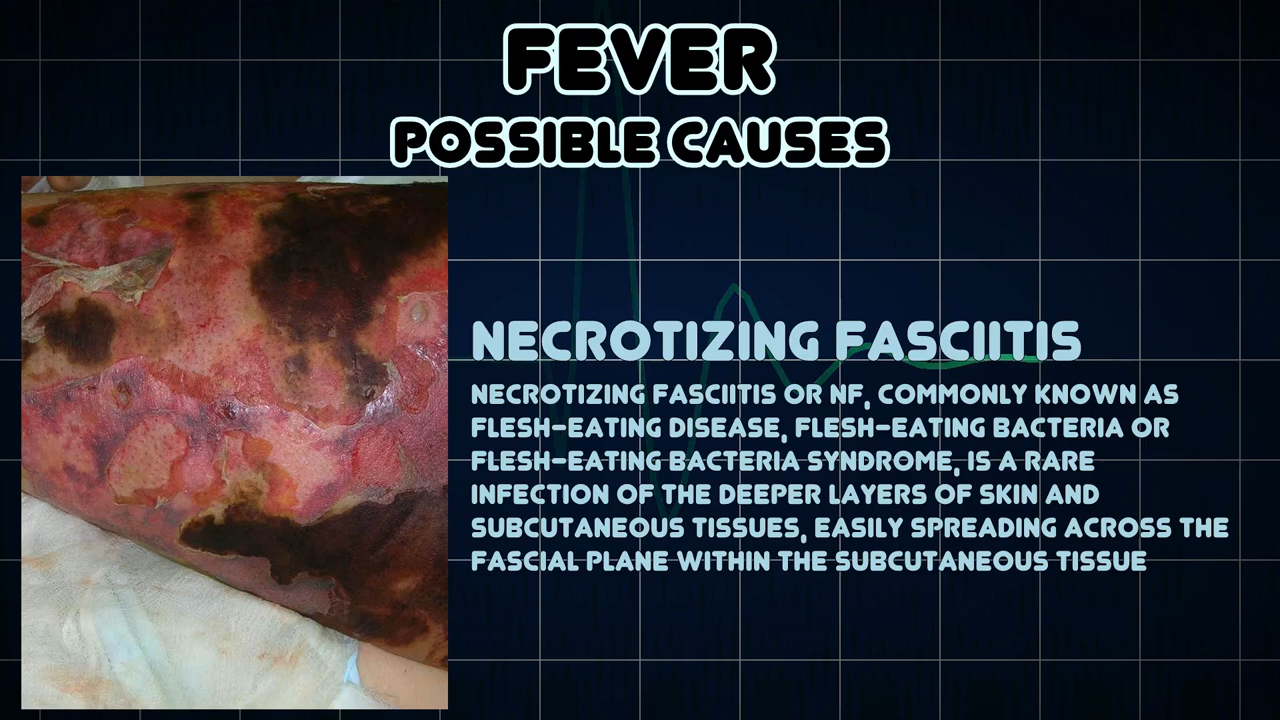 FEVER
POSSIBLE CAUSES
NECROTIZING FASCIITIS
NECROTIZING FASCIITIS OR NF, COMMONLY KNOWN AS
FLESH-EATING DISEASE, FLESH-EATING BACTERIA OR
FLESH-EATING BACTERIA SYNDROME, IS A RARE
INFECTION OF THE DEEPER LAYERS OF SKIN AND
SUBCUTANEOUS TISSUES, EASILY SPREADING ACROSS THE
FASCIAL PLANE WITHIN THE SUBCUTANEOUS TISSUE